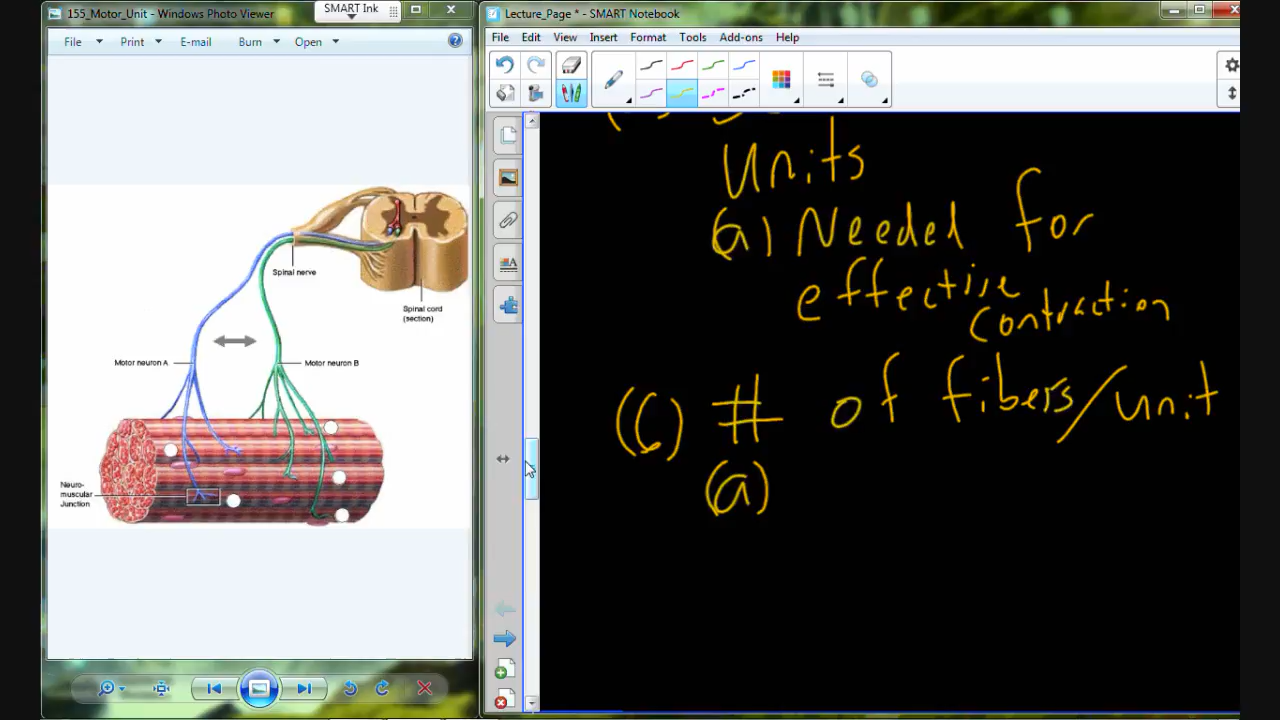 155_Motor_Unit - Windows Photo Viewer
SMART Ink
File Print E-mail Burn Open
Spinal nerve
Spinal cord
(section)
Motor neuron A
Motor neuron B
Neuro-
muscular
Junction
Lecture_Page * - SMART Notebook
File Edit View Insert Format Tools Add-ons Help
Units
(a) Needed for
effective
contraction
(6) # of fibers/unit
(a)